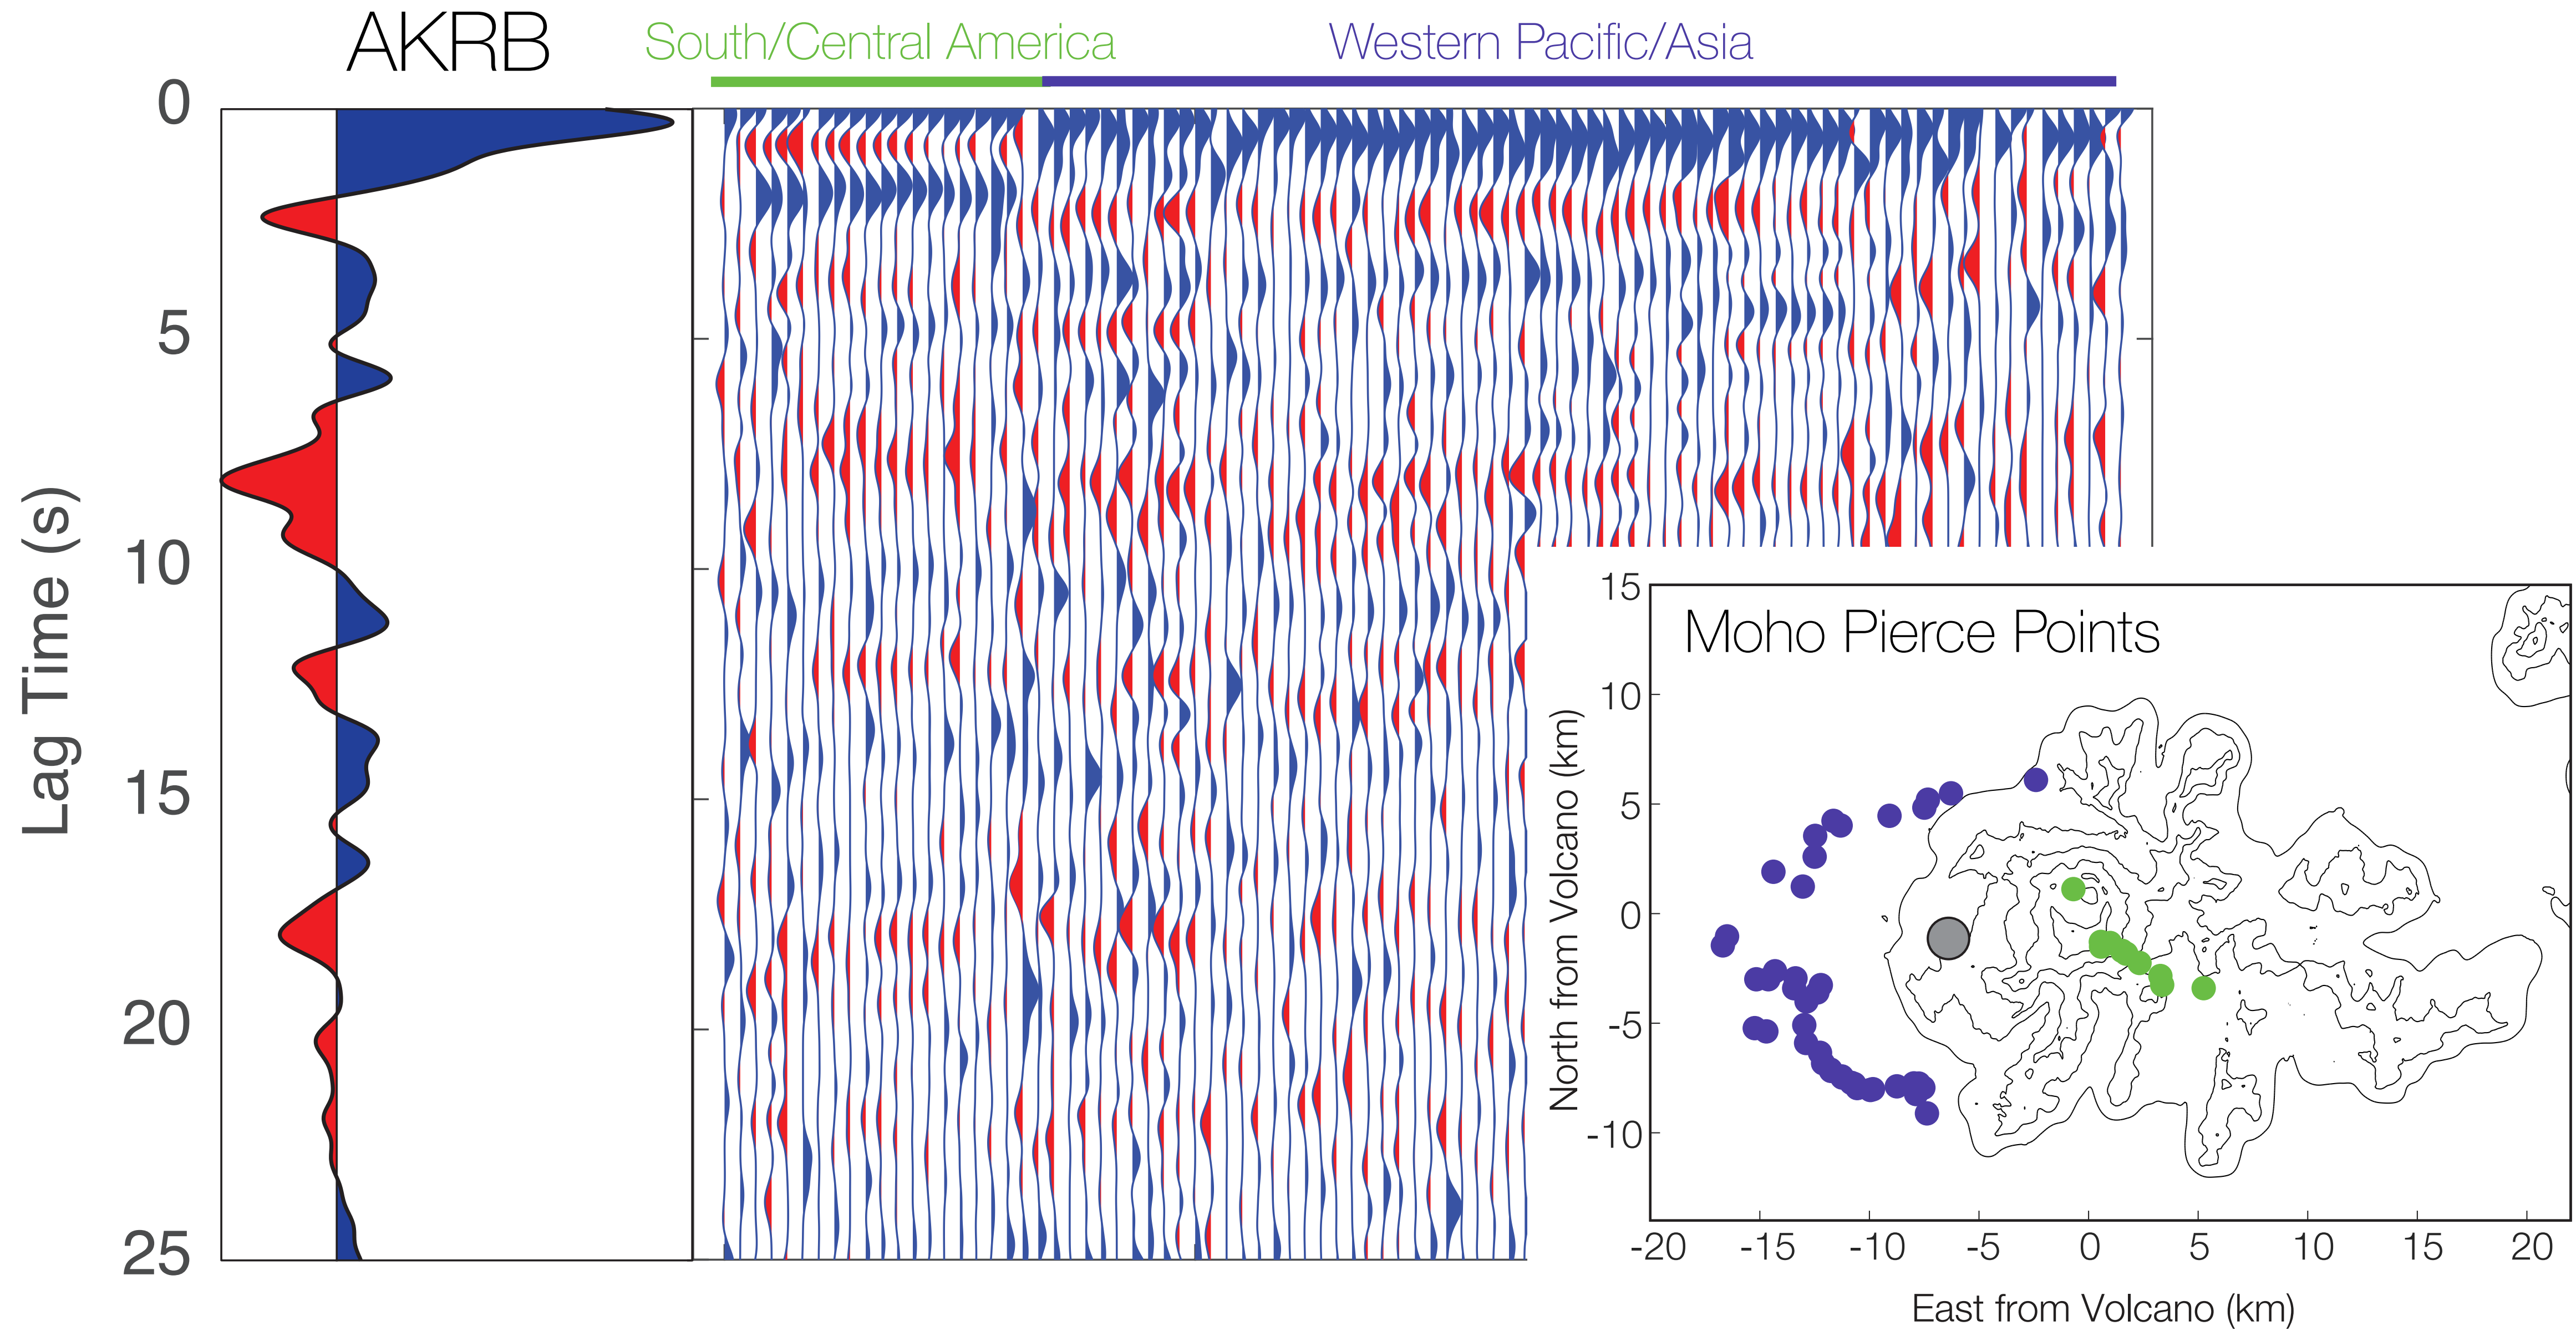 AKRB
South/Central America
Western Pacific/Asia
Lag Time (s)
0
5
10
15
20
25
Moho Pierce Points
North from Volcano (km)
15
10
5
0
-5
-10
-20 -15 -10 -5 0 5 10 15 20
East from Volcano (km)